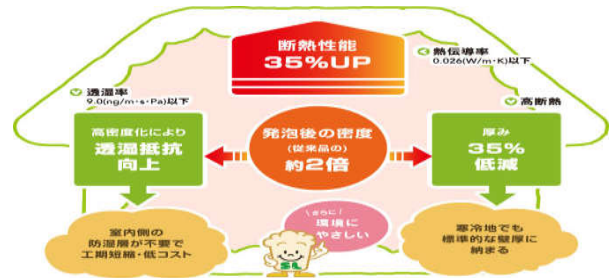 断熱性能
35%UP
熱伝導率
0.026(W/m・K)以下
透湿率
9.0(ng/m・s・Pa)以下
高断熱
高密度化により
透湿抵抗
向上
発泡後の密度
(従来品の)
約2倍
厚み
35%
低減
さらに
環境に
やさしい
室内側の
防湿層が不要で
工期短縮・低コスト
寒冷地でも
標準的な壁厚に
納まる